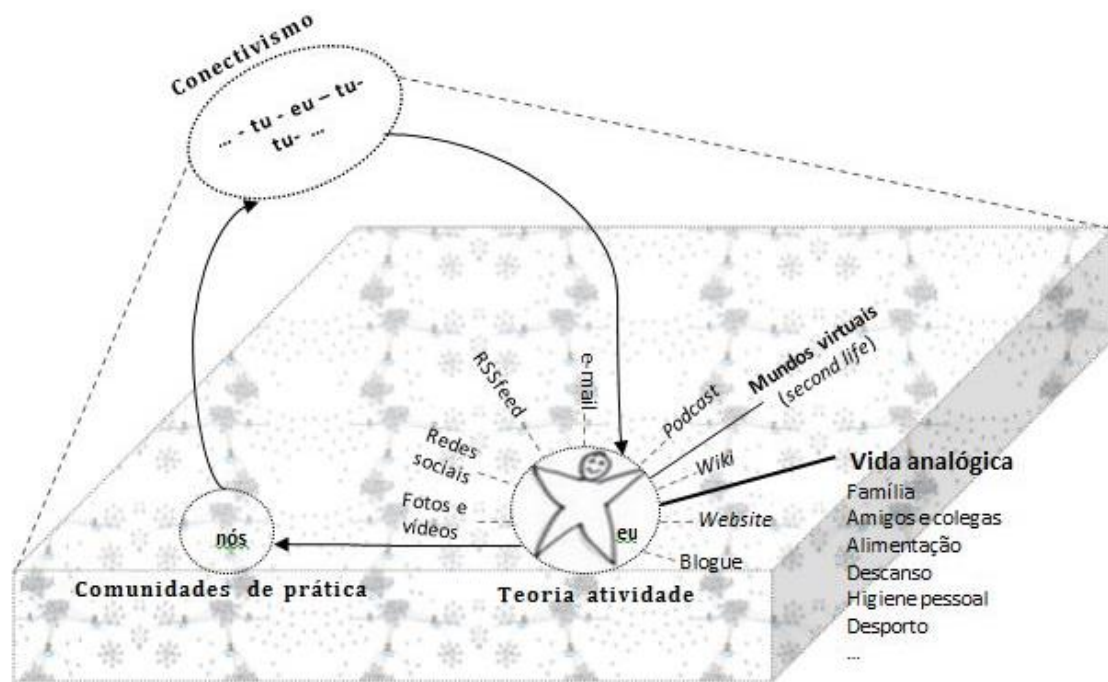 Conectivismo
... - tu - eu – tu-
tu- ...
RSSfeed
e-mail
Podcast
Mundos virtuais
(second life)
Redes
sociais
Wiki
Vida analógica
Família
Amigos e colegas
Alimentação
Descanso
Higiene pessoal
Desporto
...
Fotos e
vídeos
Website
nós
eu
Blogue
Comunidades de prática
Teoria atividade